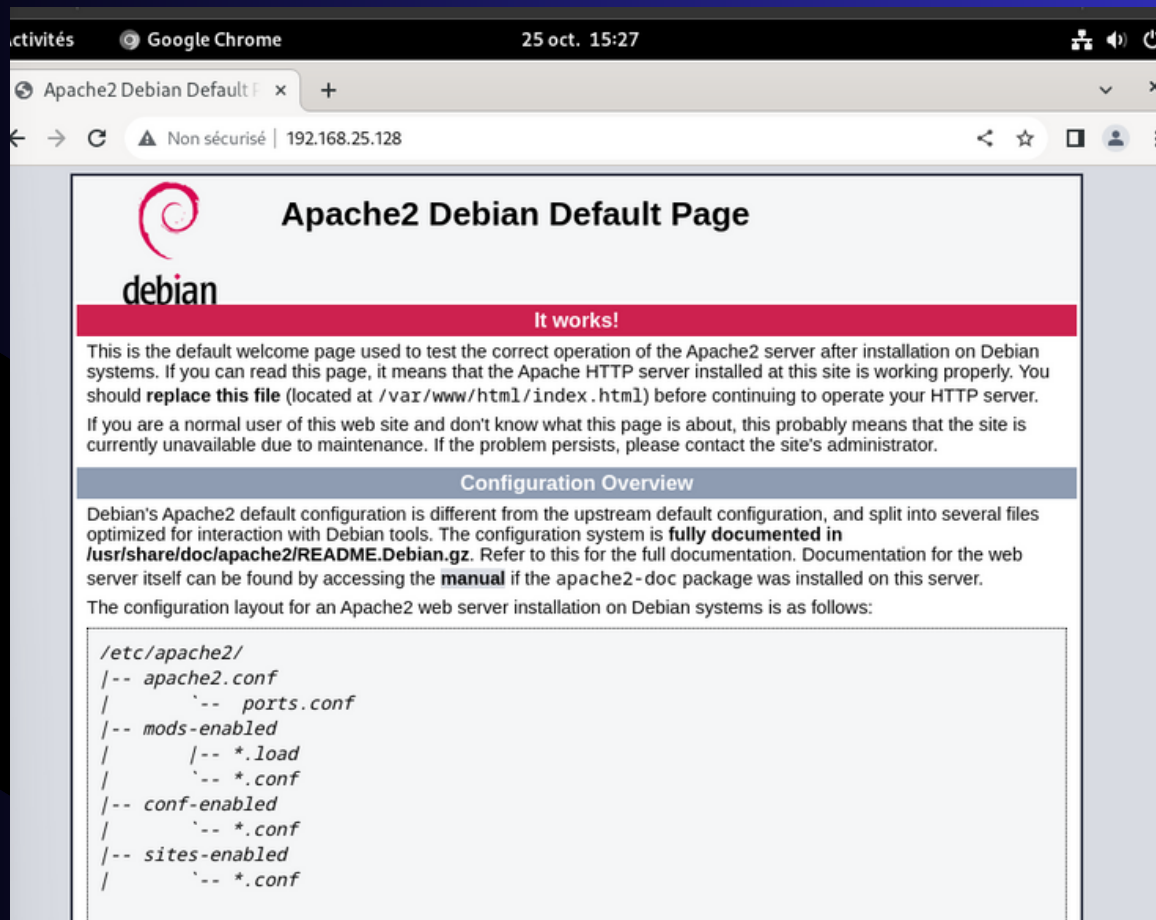 ctivités Google Chrome 25 oct. 15:27
Apache2 Debian Default
Non sécurisé | 192.168.25.128
debian
Apache2 Debian Default Page
It works!
This is the default welcome page used to test the correct operation of the Apache2 server after installation on Debian
systems. If you can read this page, it means that the Apache HTTP server installed at this site is working properly. You
should replace this file (located at /var/www/html/index.html) before continuing to operate your HTTP server.
If you are a normal user of this web site and don't know what this page is about, this probably means that the site is
currently unavailable due to maintenance. If the problem persists, please contact the site's administrator.
Configuration Overview
Debian's Apache2 default configuration is different from the upstream default configuration, and split into several files
optimized for interaction with Debian tools. The configuration system is fully documented in
/usr/share/doc/apache2/README.Debian.gz. Refer to this for the full documentation. Documentation for the web
server itself can be found by accessing the manual if the apache2-doc package was installed on this server.
The configuration layout for an Apache2 web server installation on Debian systems is as follows:
/etc/apache2/
|-- apache2.conf
|       `--  ports.conf
|-- mods-enabled
|       |-- *.load
|       `-- *.conf
|-- conf-enabled
|       `-- *.conf
|-- sites-enabled
|       `-- *.conf